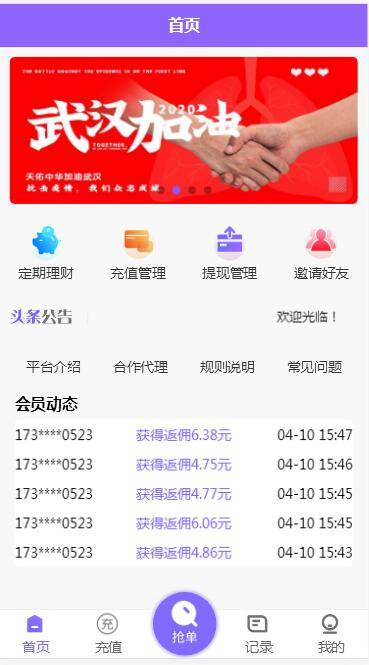 首页
THE BATTLE AGAINST THE EPIDEMIC IS ON THE FIRST LINE
武汉加油
2020
TOGETHER,
天佑中华加油武汉
抗击疫情，我们众志成城
定期理财
充值管理
提现管理
邀请好友
头条公告
欢迎光临！
平台介绍
合作代理
规则说明
常见问题
会员动态
173****0523 获得返佣6.38元 04-10 15:47
173****0523 获得返佣4.75元 04-10 15:46
173****0523 获得返佣4.77元 04-10 15:45
173****0523 获得返佣6.06元 04-10 15:45
173****0523 获得返佣4.86元 04-10 15:43
充
首页
充值
抢单
记录
我的